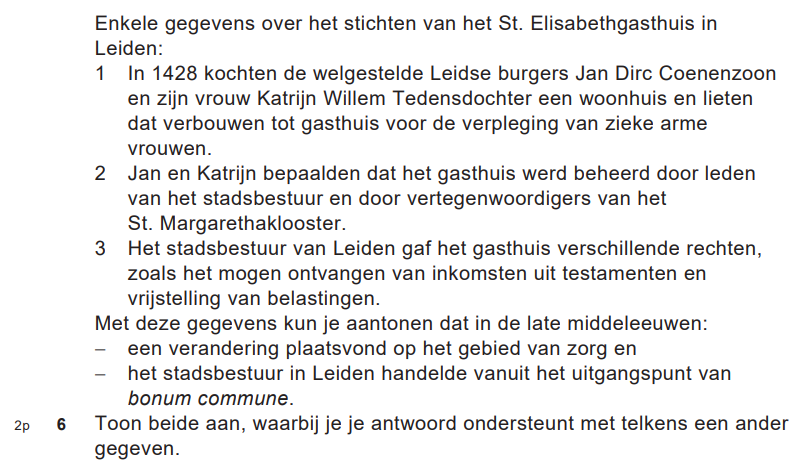 Enkele gegevens over het stichten van het St. Elisabethgasthuis in
Leiden:
1 In 1428 kochten de welgestelde Leidse burgers Jan Dirc Coenenzoon
en zijn vrouw Katrijn Willem Tedensdochter een woonhuis en lieten
dat verbouwen tot gasthuis voor de verpleging van zieke arme
vrouwen.
2 Jan en Katrijn bepaalden dat het gasthuis werd beheerd door leden
van het stadsbestuur en door vertegenwoordigers van het
St. Margarethaklooster.
3 Het stadsbestuur van Leiden gaf het gasthuis verschillende rechten,
zoals het mogen ontvangen van inkomsten uit testamenten en
vrijstelling van belastingen.
Met deze gegevens kun je aantonen dat in de late middeleeuwen:
– een verandering plaatsvond op het gebied van zorg en
– het stadsbestuur in Leiden handelde vanuit het uitgangspunt van
bonum commune.
2p 6 Toon beide aan, waarbij je je antwoord ondersteunt met telkens een ander
gegeven.